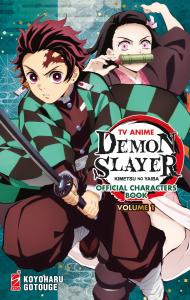 TV ANIME
DEMON
SLAYER
KIMETSU NO YAIBA
OFFICIAL CHARACTERS
BOOK
VOLUME 1
KOYOHARU
GOTOUGE